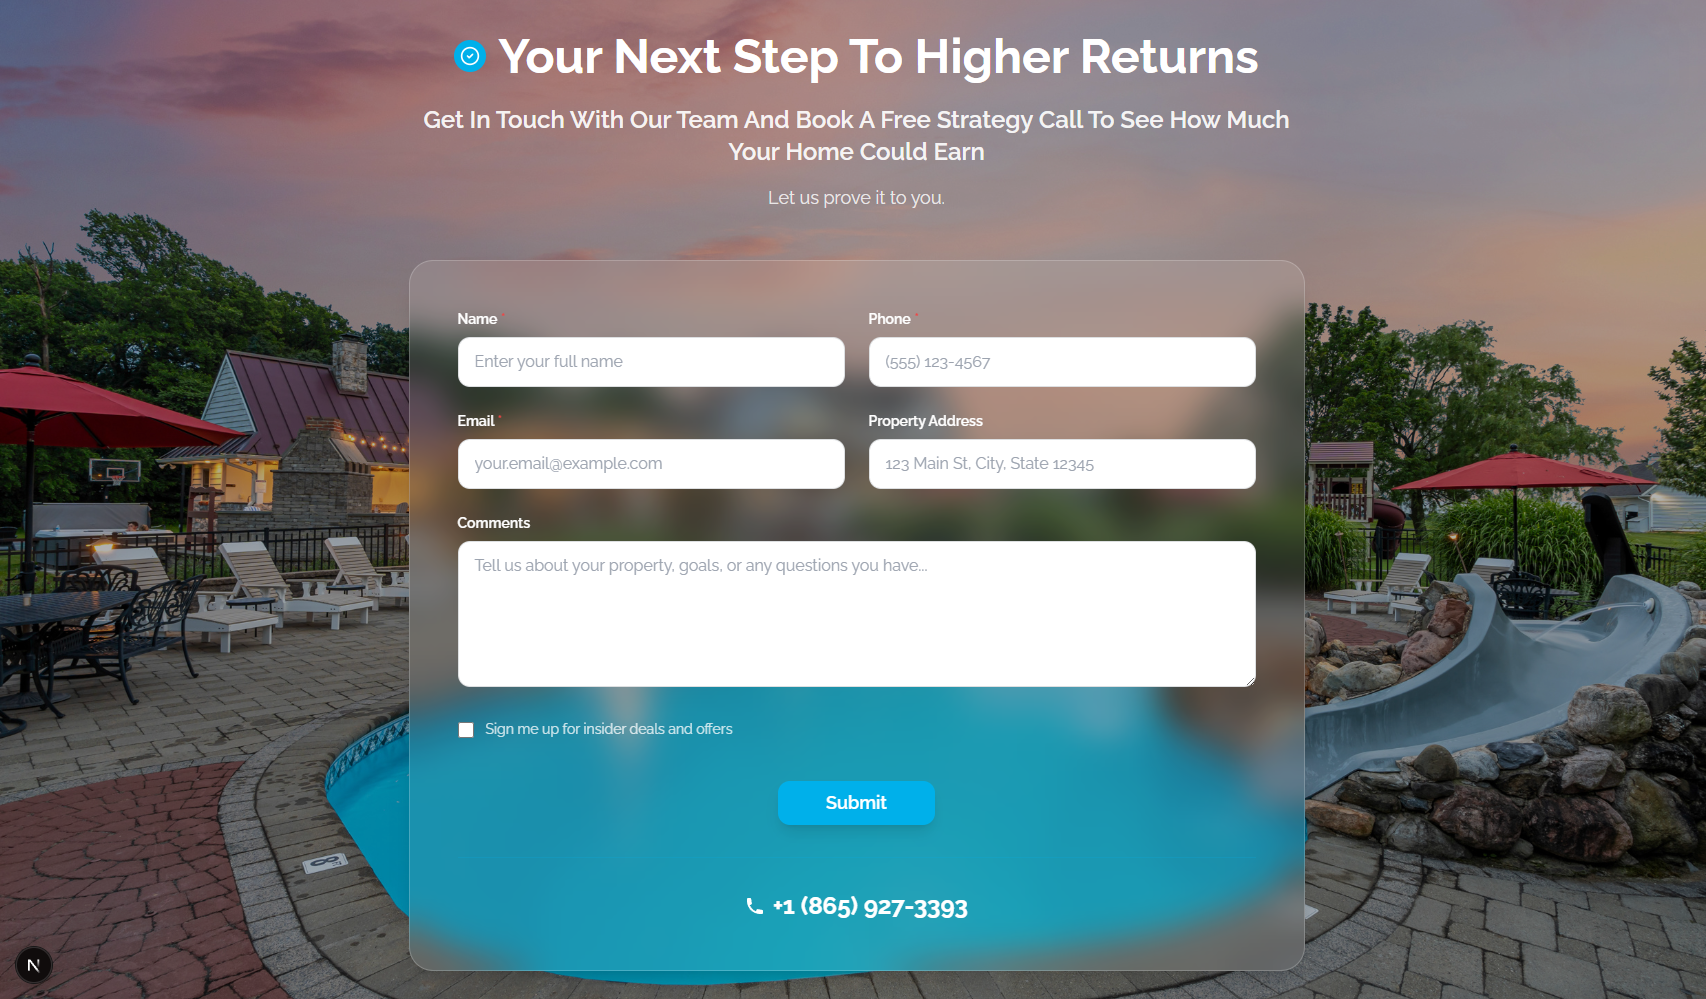 Your Next Step To Higher Returns
Get In Touch With Our Team And Book A Free Strategy Call To See How Much
Your Home Could Earn
Let us prove it to you.
Name *
Phone *
Enter your full name
(555) 123-4567
Email *
Property Address
your.email@example.com
123 Main St, City, State 12345
Comments
Tell us about your property, goals, or any questions you have...
Sign me up for insider deals and offers
Submit
+1 (865) 927-3393
N